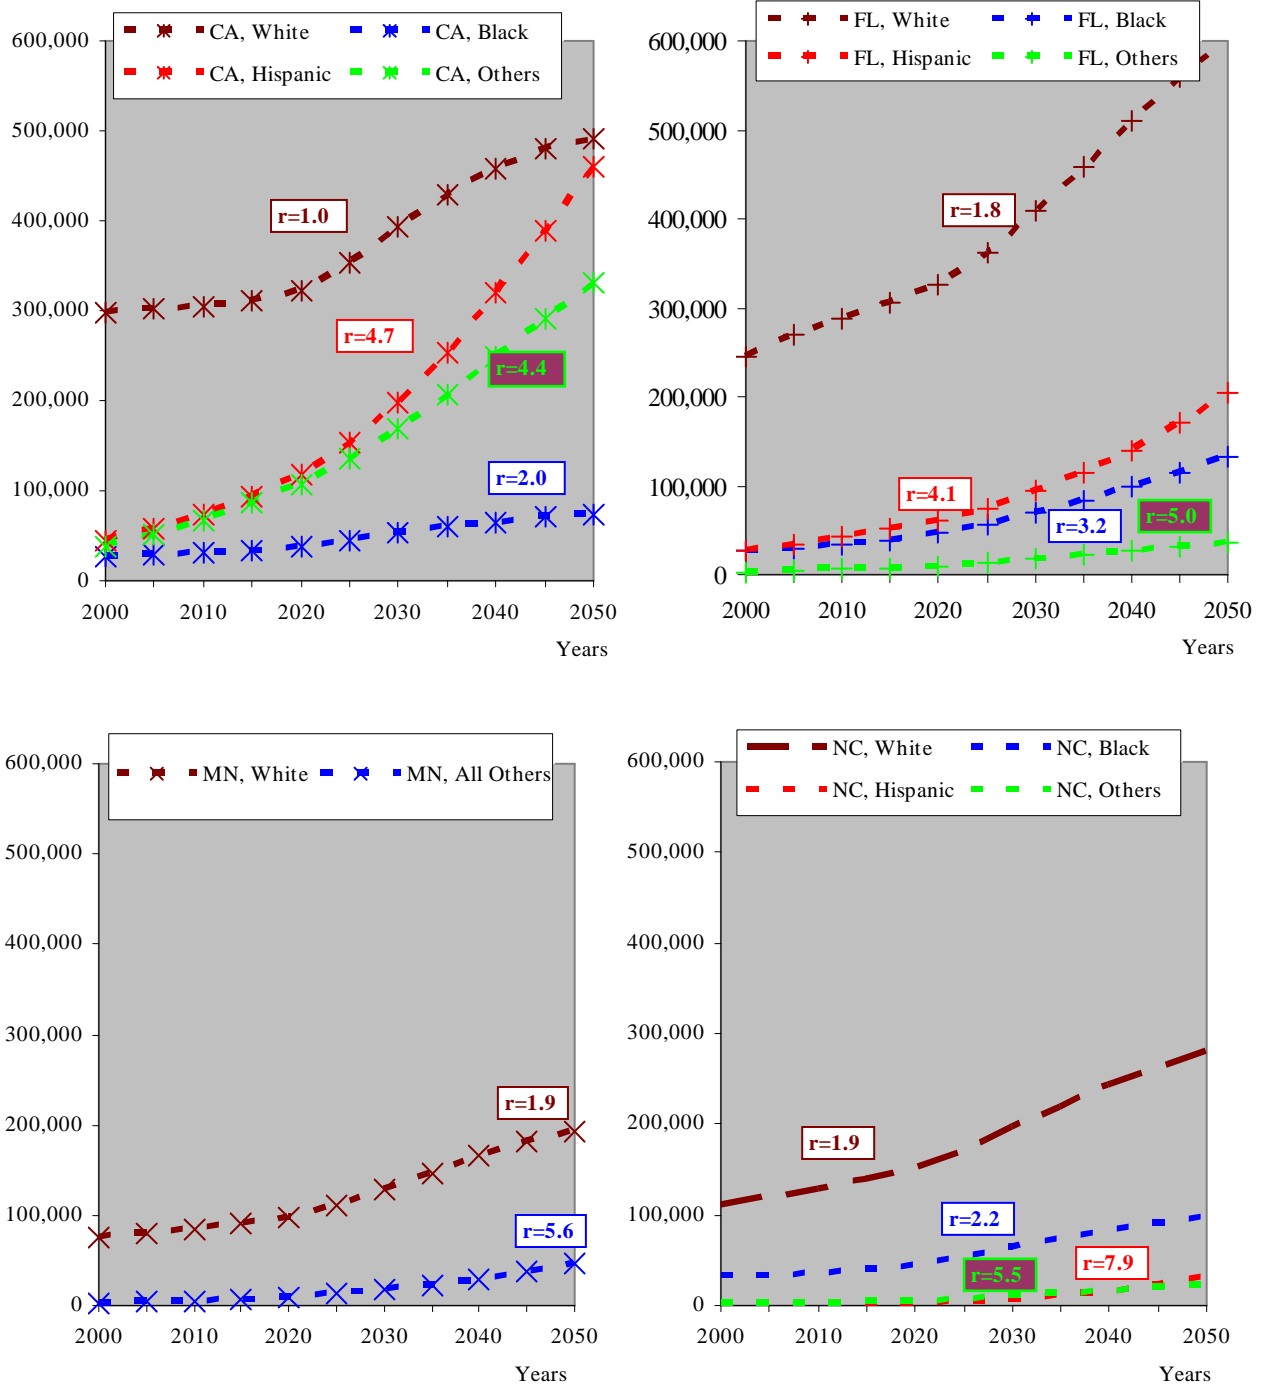 CA, White CA, Black
CA, Hispanic CA, Others
600,000
500,000
400,000
300,000
200,000
100,000
0
r=1.0
r=4.7
r=4.4
r=2.0
2000 2010 2020 2030 2040 2050
Years
FL, White FL, Black
FL, Hispanic FL, Others
600,000
500,000
400,000
300,000
200,000
100,000
0
r=1.8
r=4.1
r=3.2
r=5.0
2000 2010 2020 2030 2040 2050
Years
MN, White MN, All Others
600,000
500,000
400,000
300,000
200,000
100,000
0
r=1.9
r=5.6
2000 2010 2020 2030 2040 2050
Years
NC, White NC, Black
NC, Hispanic NC, Others
600,000
500,000
400,000
300,000
200,000
100,000
0
r=1.9
r=2.2
r=5.5
r=7.9
2000 2010 2020 2030 2040 2050
Years